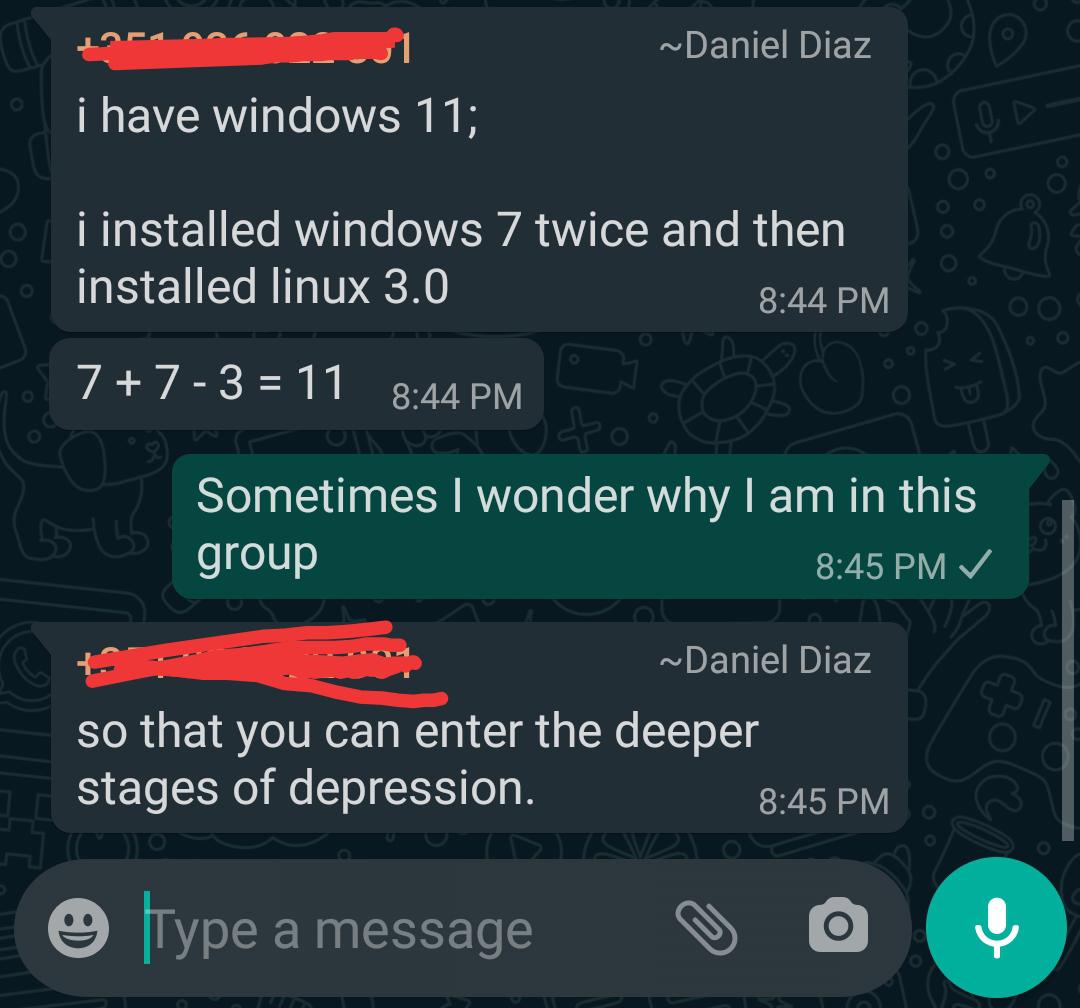 ~Daniel Diaz
i have windows 11;
i installed windows 7 twice and then
installed linux 3.0
8:44 PM
7 + 7 - 3 = 11 8:44 PM
Sometimes I wonder why I am in this
group
8:45 PM
~Daniel Diaz
so that you can enter the deeper
stages of depression.
8:45 PM
Type a message